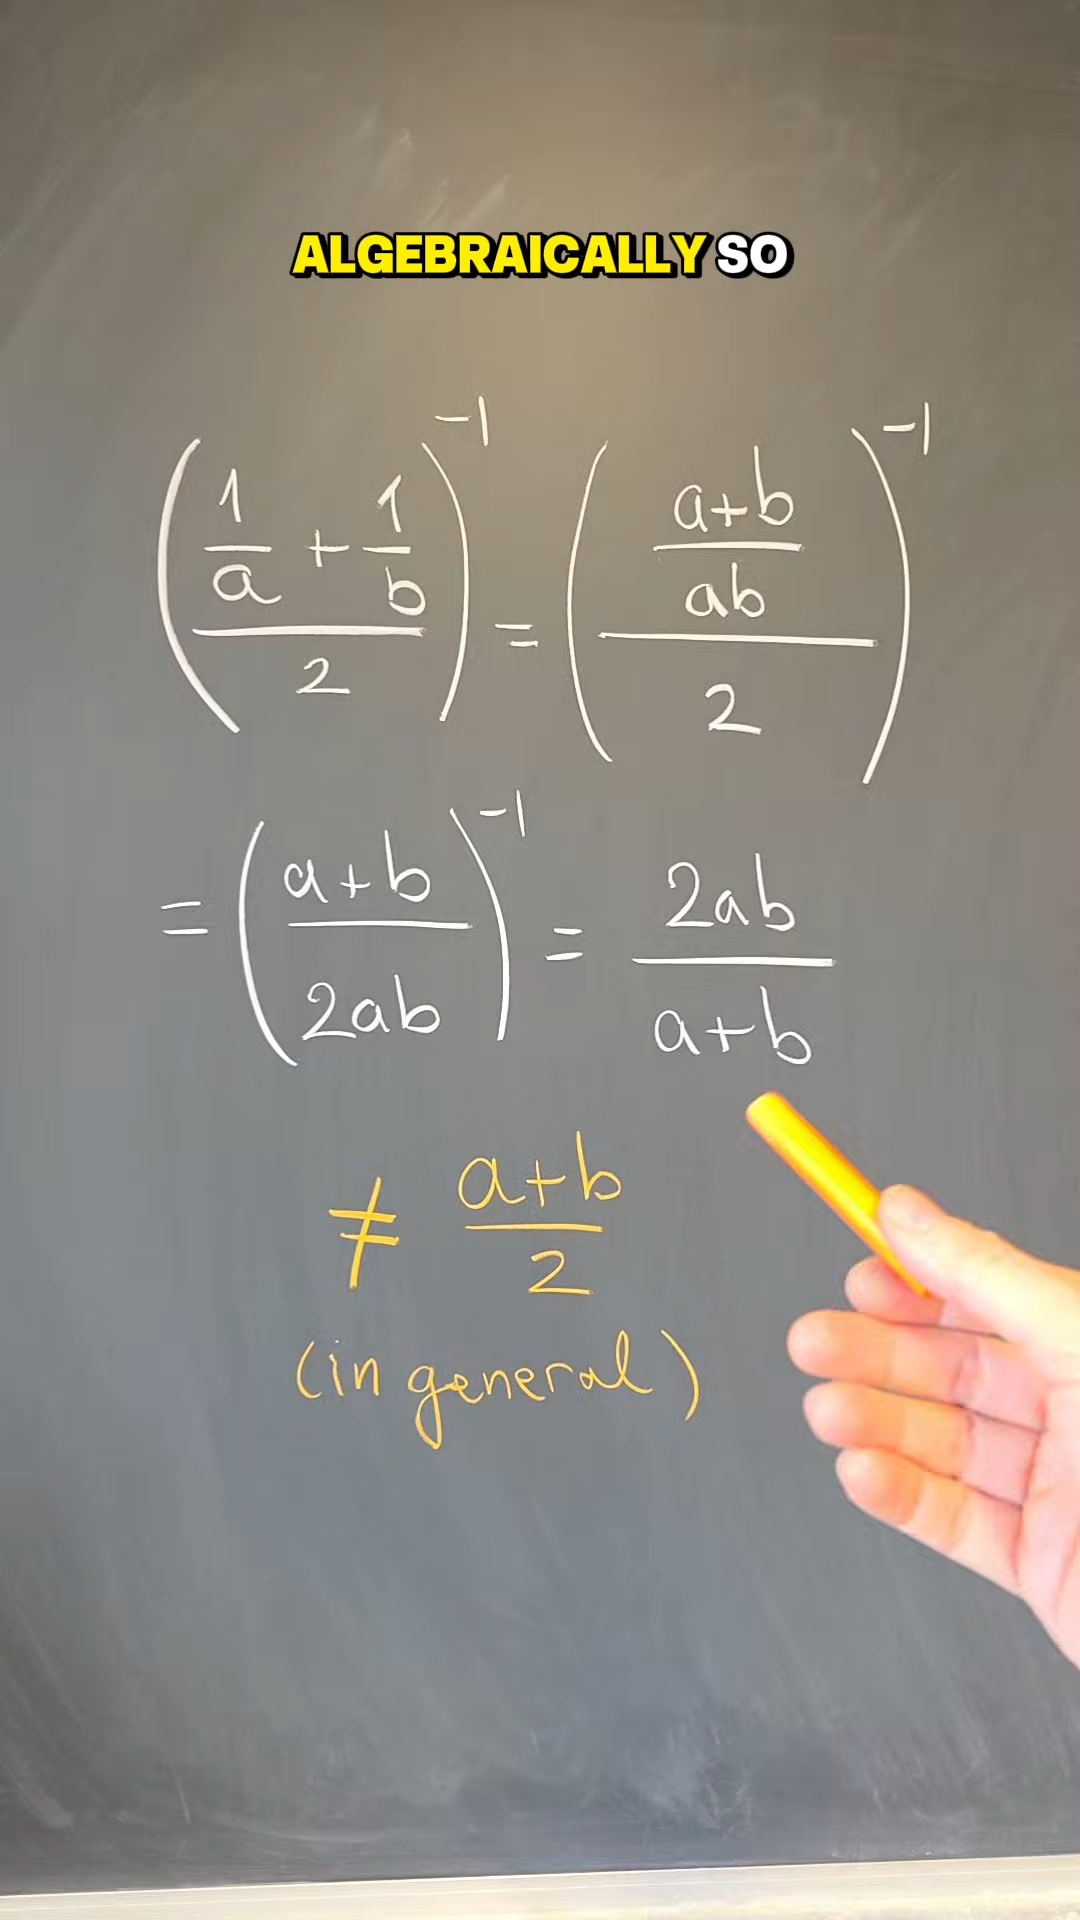 ALGEBRAICALLY SO
((1/a + 1/b)/2)^-1 = (((a+b)/ab)/2)^-1
= ((a+b)/2ab)^-1 = 2ab/(a+b)
≠ (a+b)/2
(in general)